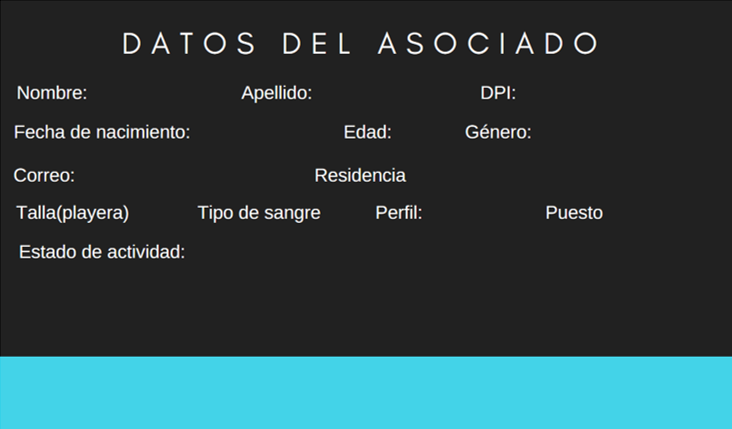 DATOS DEL ASOCIADO
Nombre: Apellido: DPI:
Fecha de nacimiento: Edad: Género:
Correo: Residencia
Talla(playera) Tipo de sangre Perfil: Puesto
Estado de actividad: